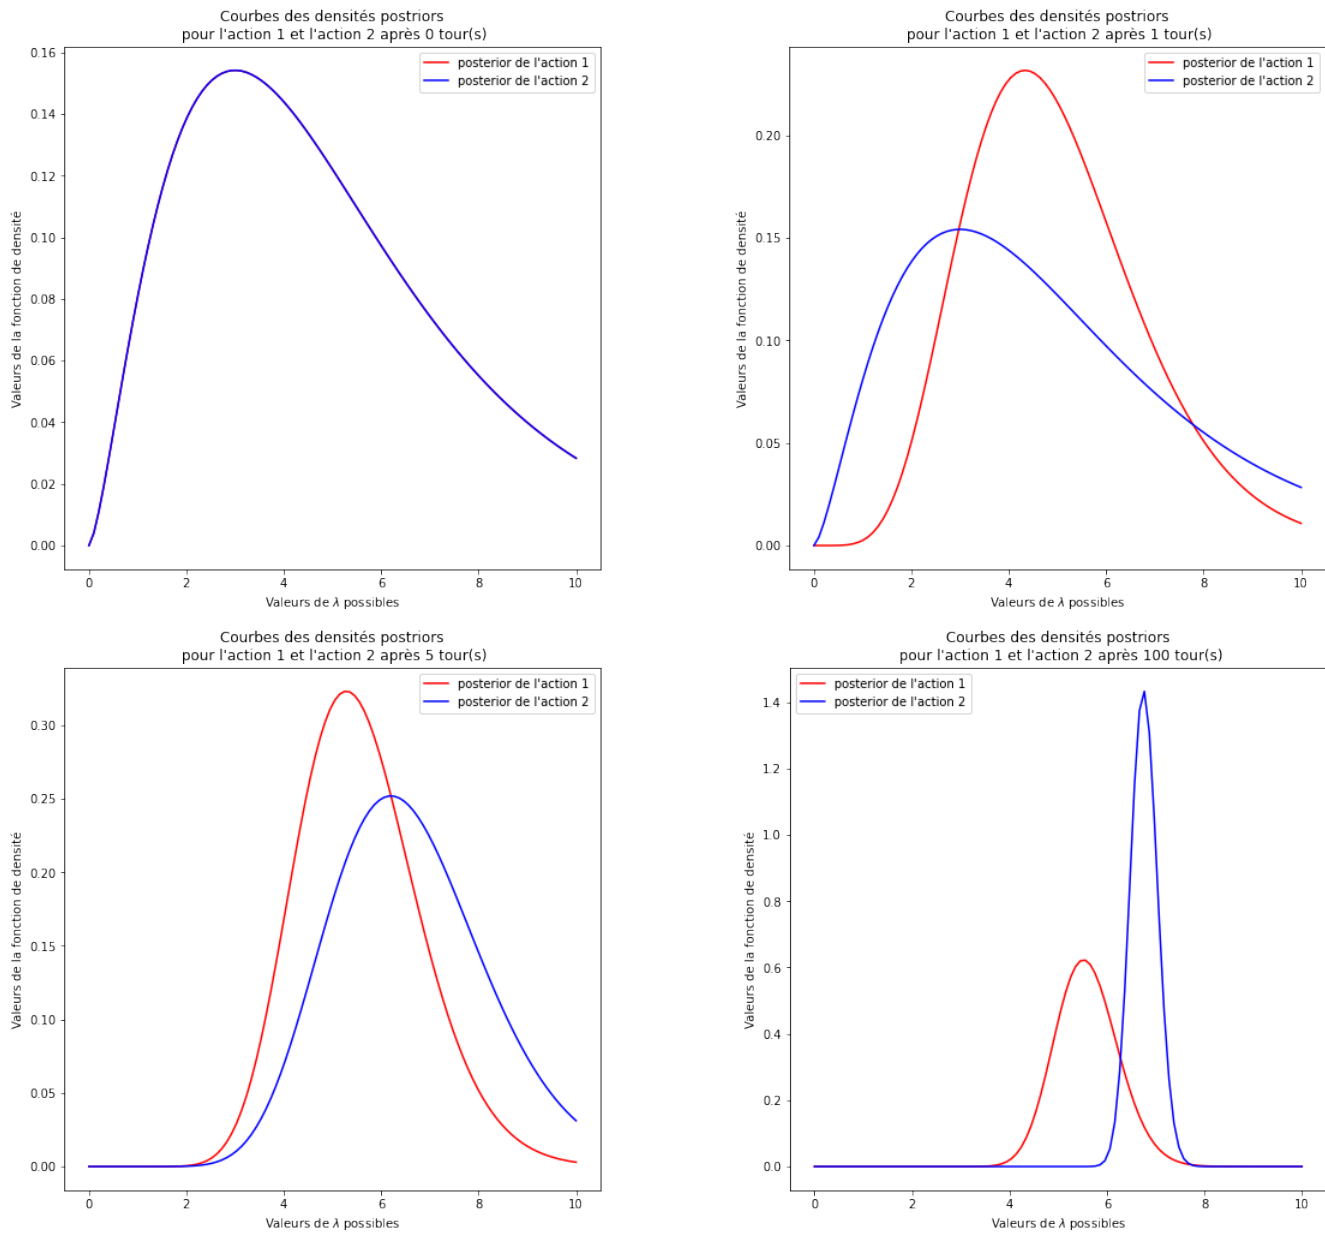 Courbes des densités postriors
pour l'action 1 et l'action 2 après 0 tour(s)
posterior de l'action 1
posterior de l'action 2
Valeurs de la fonction de densité
0.16
0.14
0.12
0.10
0.08
0.06
0.04
0.02
0.00
0 2 4 6 8 10
Valeurs de λ possibles
Courbes des densités postriors
pour l'action 1 et l'action 2 après 1 tour(s)
posterior de l'action 1
posterior de l'action 2
Valeurs de la fonction de densité
0.20
0.15
0.10
0.05
0.00
0 2 4 6 8 10
Valeurs de λ possibles
Courbes des densités postriors
pour l'action 1 et l'action 2 après 5 tour(s)
posterior de l'action 1
posterior de l'action 2
Valeurs de la fonction de densité
0.30
0.25
0.20
0.15
0.10
0.05
0.00
0 2 4 6 8 10
Valeurs de λ possibles
Courbes des densités postriors
pour l'action 1 et l'action 2 après 100 tour(s)
posterior de l'action 1
posterior de l'action 2
Valeurs de la fonction de densité
1.4
1.2
1.0
0.8
0.6
0.4
0.2
0.0
0 2 4 6 8 10
Valeurs de λ possibles